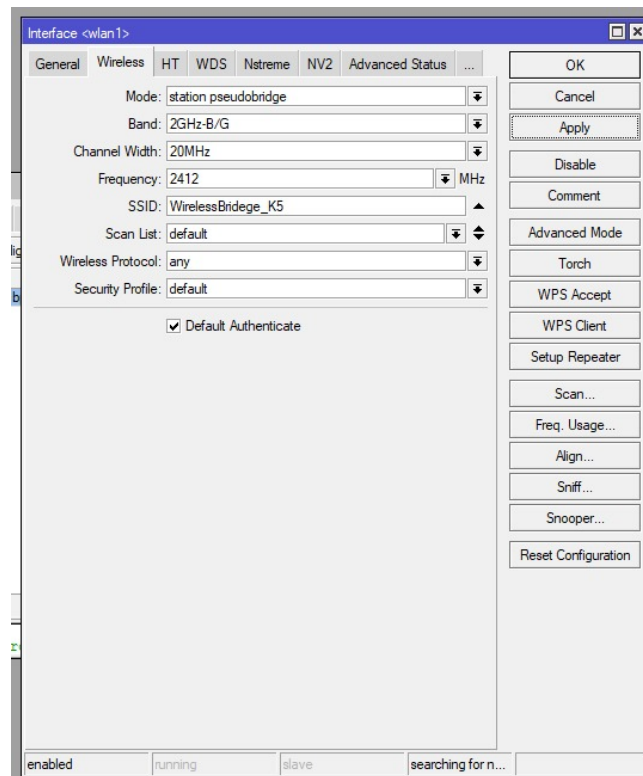 Interface <wlan1>
General Wireless HT WDS Nstreme NV2 Advanced Status ...
Mode: station pseudobridge
Band: 2GHz-B/G
Channel Width: 20MHz
Frequency: 2412 MHz
SSID: WirelessBridege_K5
Scan List: default
Wireless Protocol: any
Security Profile: default
Default Authenticate
OK
Cancel
Apply
Disable
Comment
Advanced Mode
Torch
WPS Accept
WPS Client
Setup Repeater
Scan...
Freq. Usage...
Align...
Sniff...
Snooper...
Reset Configuration
enabled running slave searching for n...